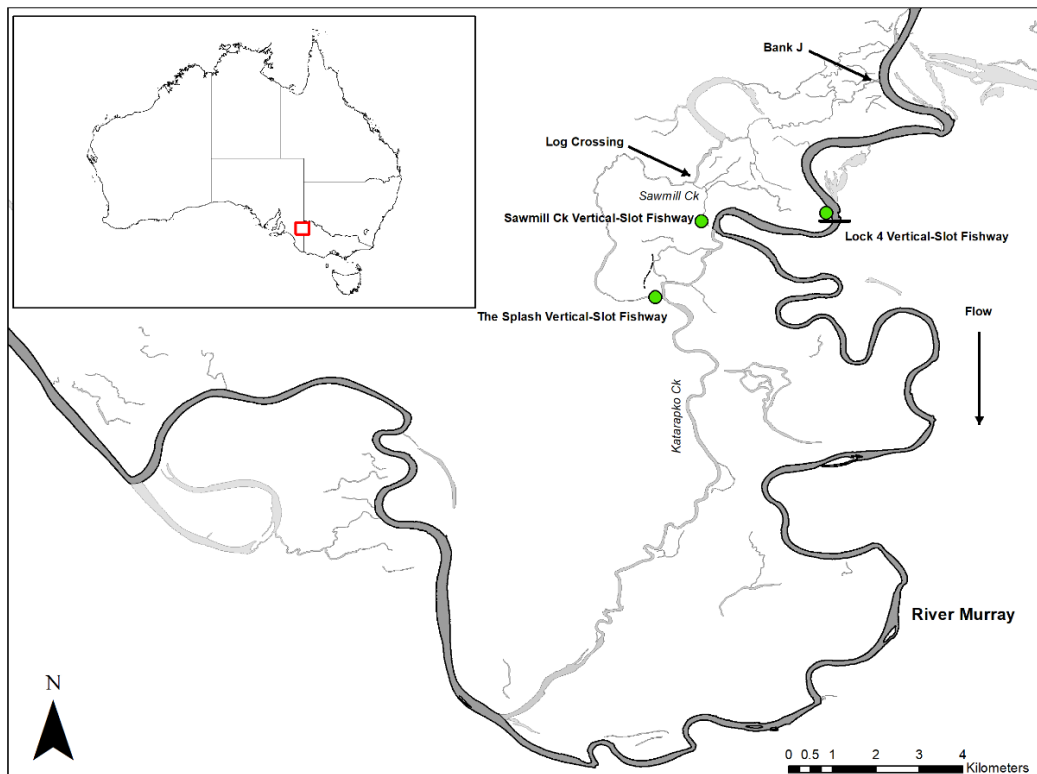 Bank J
Log Crossing
Sawmill Ck
Sawmill Ck Vertical-Slot Fishway
Lock 4 Vertical-Slot Fishway
The Splash Vertical-Slot Fishway
Flow
Katarapko Ck
River Murray
N
0 0.5 1 2 3 4
Kilometers